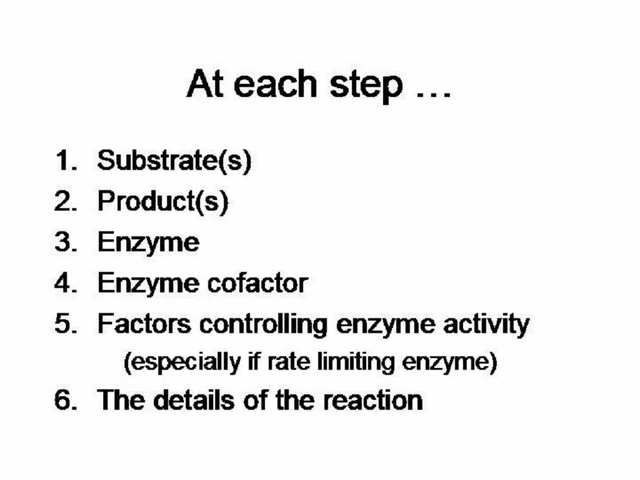 At each step ...
1. Substrate(s)
2. Product(s)
3. Enzyme
4. Enzyme cofactor
5. Factors controlling enzyme activity
(especially if rate limiting enzyme)
6. The details of the reaction